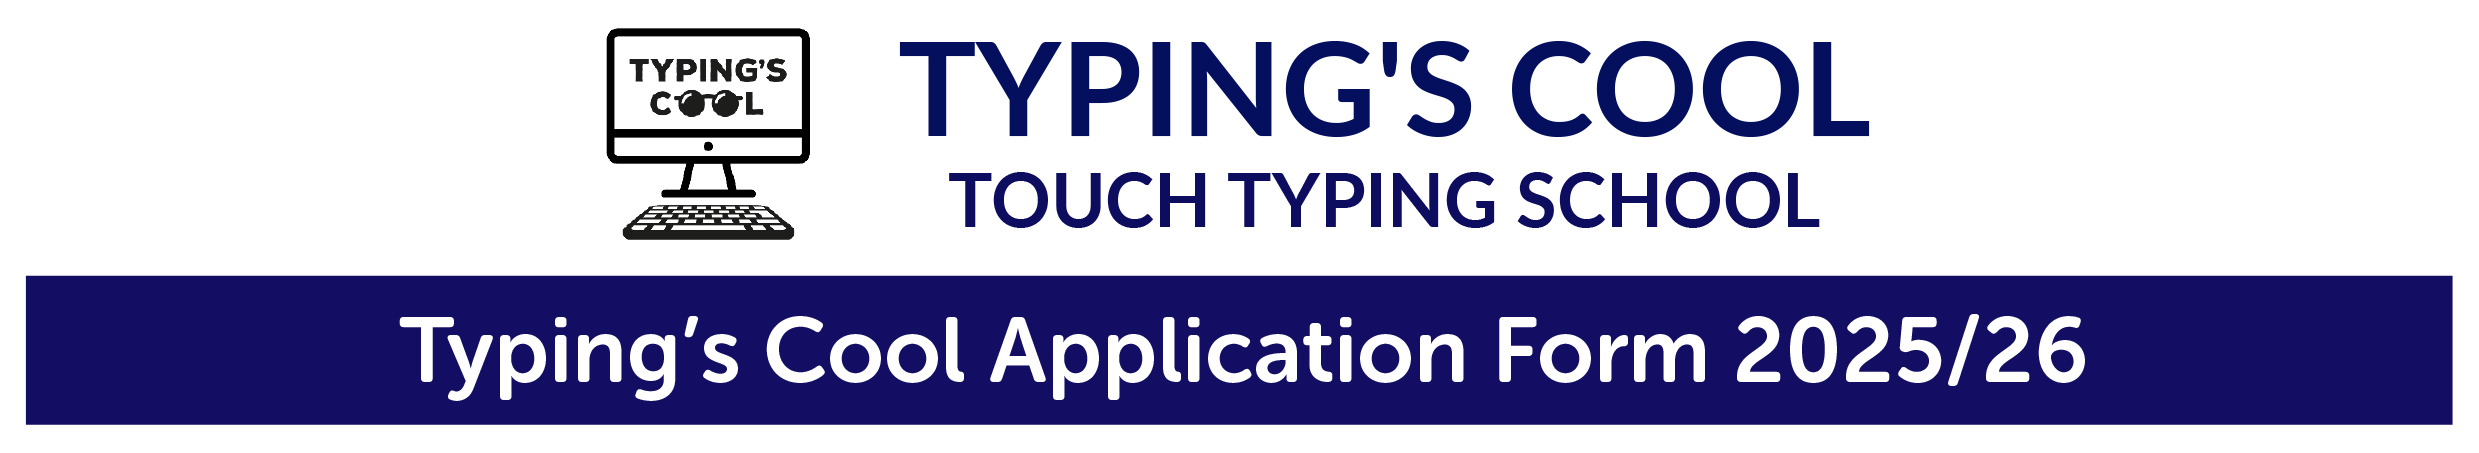 TYPING'S
COOL
TYPING'S COOL
TOUCH TYPING SCHOOL
Typing’s Cool Application Form 2025/26